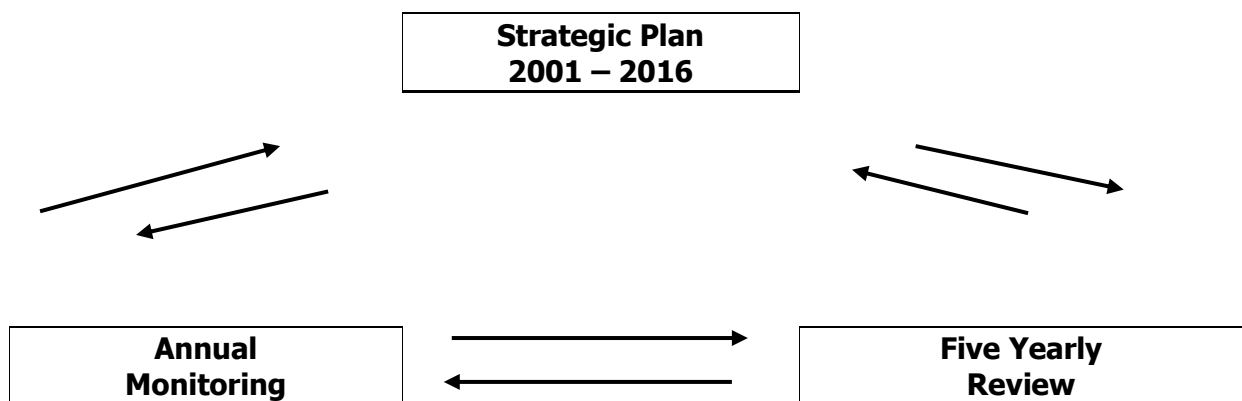 Strategic Plan
2001 – 2016
Annual
Monitoring
Five Yearly
Review